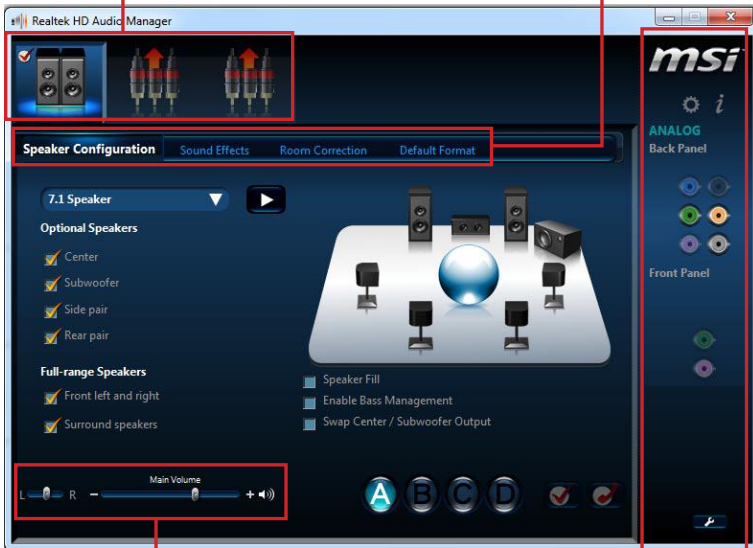 Realtek HD Audio Manager
msi
i
ANALOG
Back Panel
Speaker Configuration
Sound Effects
Room Correction
Default Format
7.1 Speaker
Optional Speakers
Center
Subwoofer
Side pair
Rear pair
Front Panel
Full-range Speakers
Front left and right
Surround speakers
Speaker Fill
Enable Bass Management
Swap Center / Subwoofer Output
Main Volume
L R - +
A B C D